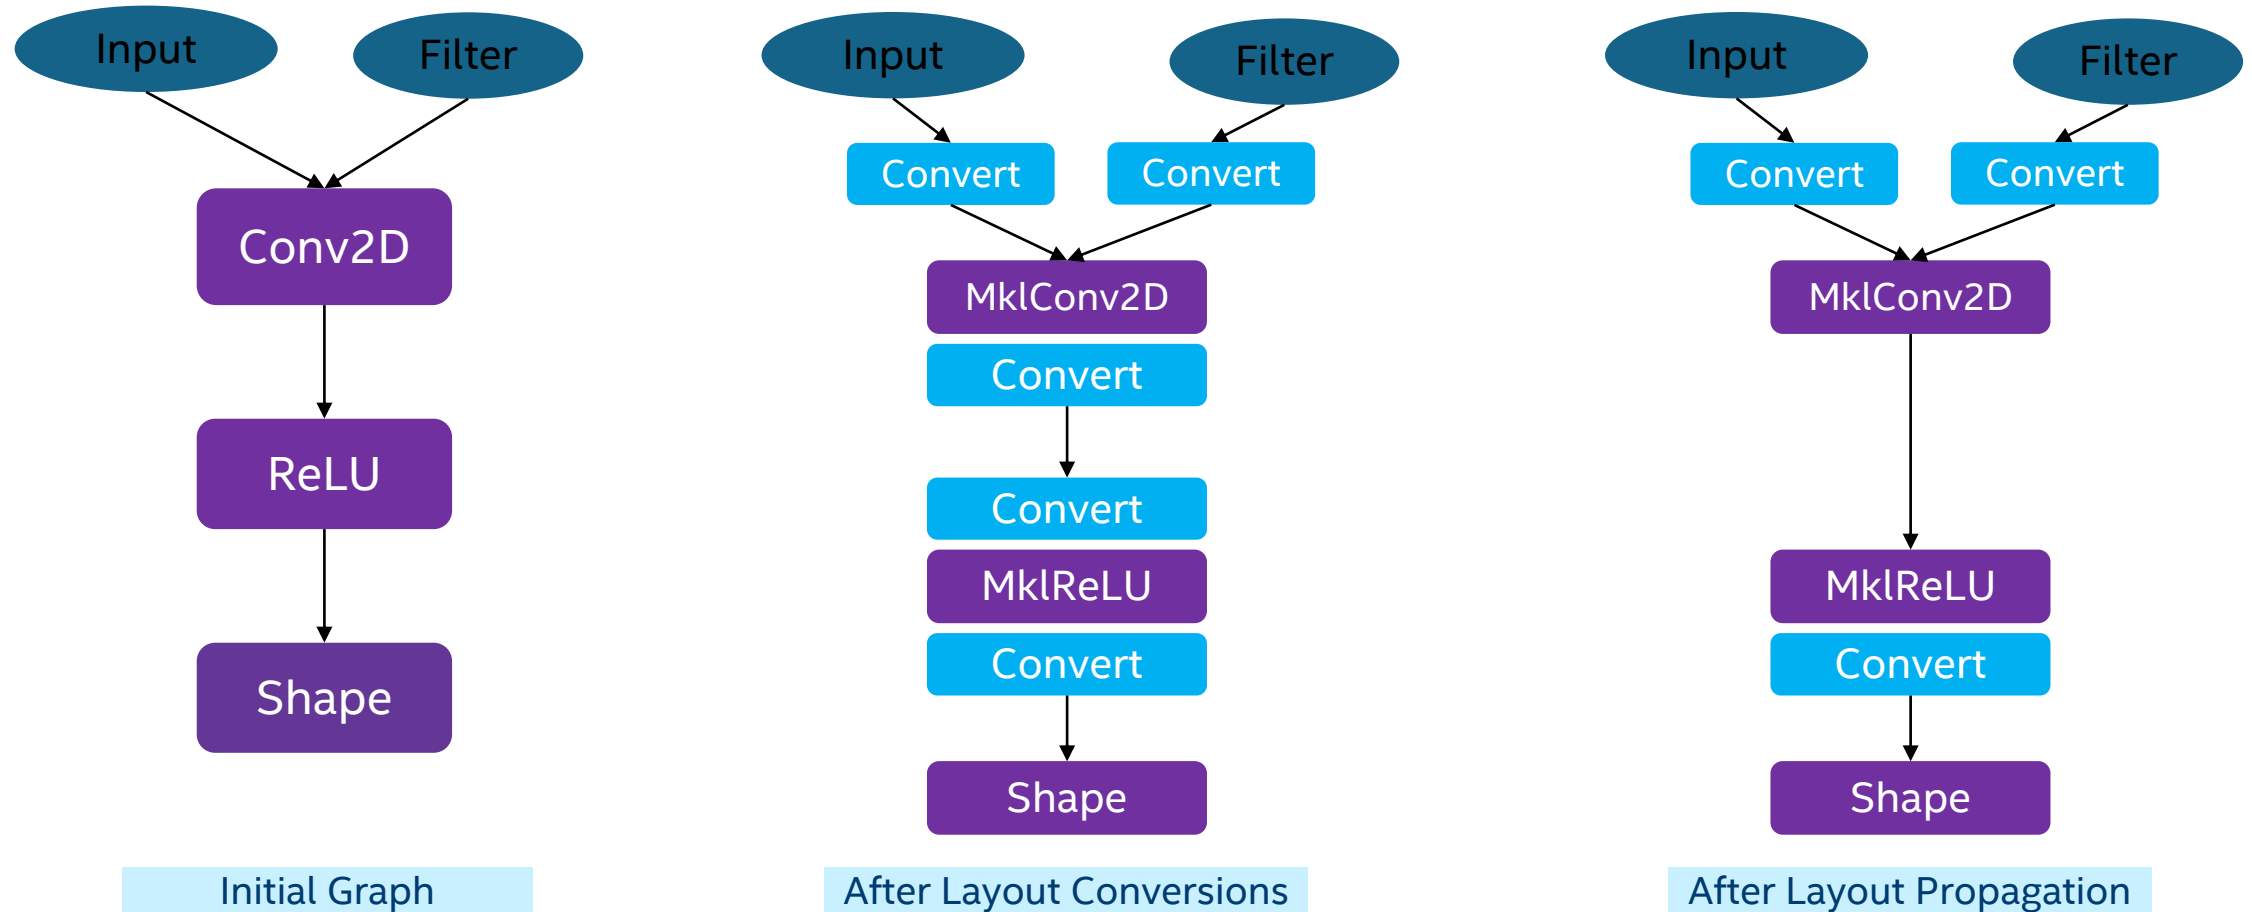 Input
Filter
Conv2D
ReLU
Shape
Initial Graph
Input
Filter
Convert
Convert
MklConv2D
Convert
Convert
MklReLU
Convert
Shape
After Layout Conversions
Input
Filter
Convert
Convert
MklConv2D
MklReLU
Convert
Shape
After Layout Propagation